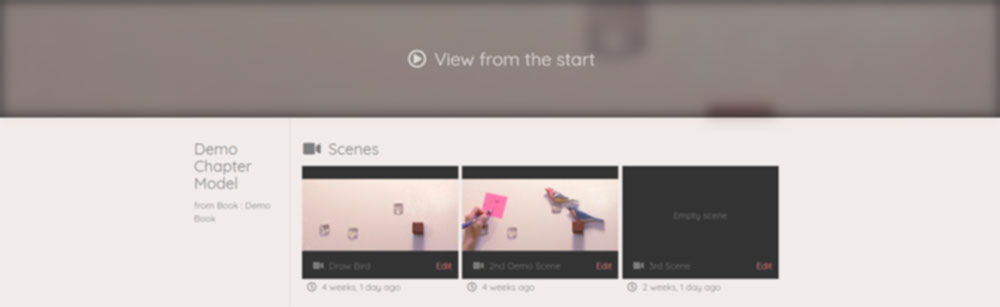 View from the start
Demo
Chapter
Model
from Book : Demo
Book
Scenes
Empty scene
Draw Bird Edit
2nd Demo Scene Edit
3rd Scene Edit
4 weeks, 1 day ago
4 weeks ago
2 weeks, 1 day ago